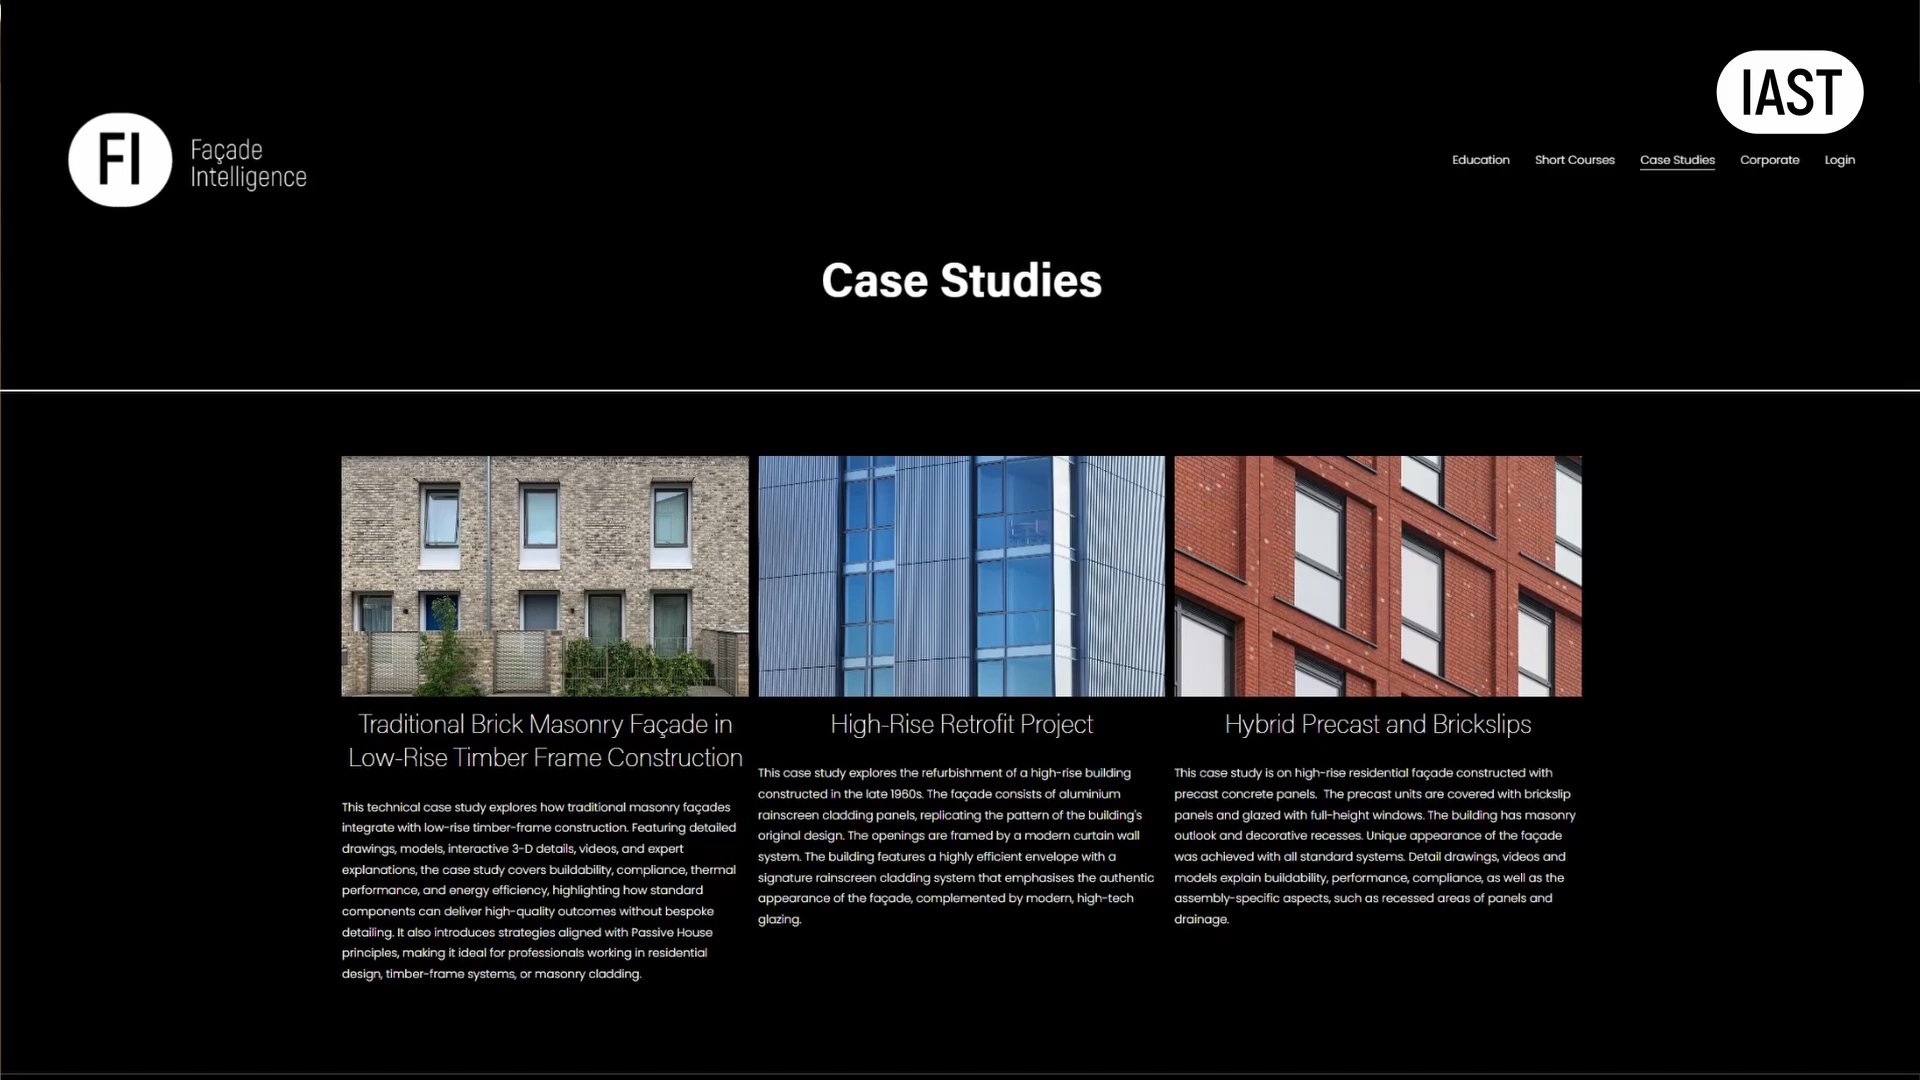 IAST
FI
Façade
Intelligence
Education
Short Courses
Case Studies
Corporate
Login
Case Studies
Traditional Brick Masonry Façade in
Low-Rise Timber Frame Construction
This technical case study explores how traditional masonry façades
integrate with low-rise timber-frame construction. Featuring detailed
drawings, models, interactive 3-D details, videos, and expert
explanations, the case study covers buildability, compliance, thermal
performance, and energy efficiency, highlighting how standard
components can deliver high-quality outcomes without bespoke
detailing. It also introduces strategies aligned with Passive House
principles, making it ideal for professionals working in residential
design, timber-frame systems, or masonry cladding.
High-Rise Retrofit Project
This case study explores the refurbishment of a high-rise building
constructed in the late 1960s. The façade consists of aluminium
rainscreen cladding panels, replicating the pattern of the building's
original design. The openings are framed by a modern curtain wall
system. The building features a highly efficient envelope with a
signature rainscreen cladding system that emphasises the authentic
appearance of the façade, complemented by modern, high-tech
glazing.
Hybrid Precast and Brickslips
This case study is on high-rise residential façade constructed with
precast concrete panels. The precast units are covered with brickslip
panels and glazed with full-height windows. The building has masonry
outlook and decorative recesses. Unique appearance of the façade
was achieved with all standard systems. Detail drawings, videos and
models explain buildability, performance, compliance, as well as the
assembly-specific aspects, such as recessed areas of panels and
drainage.